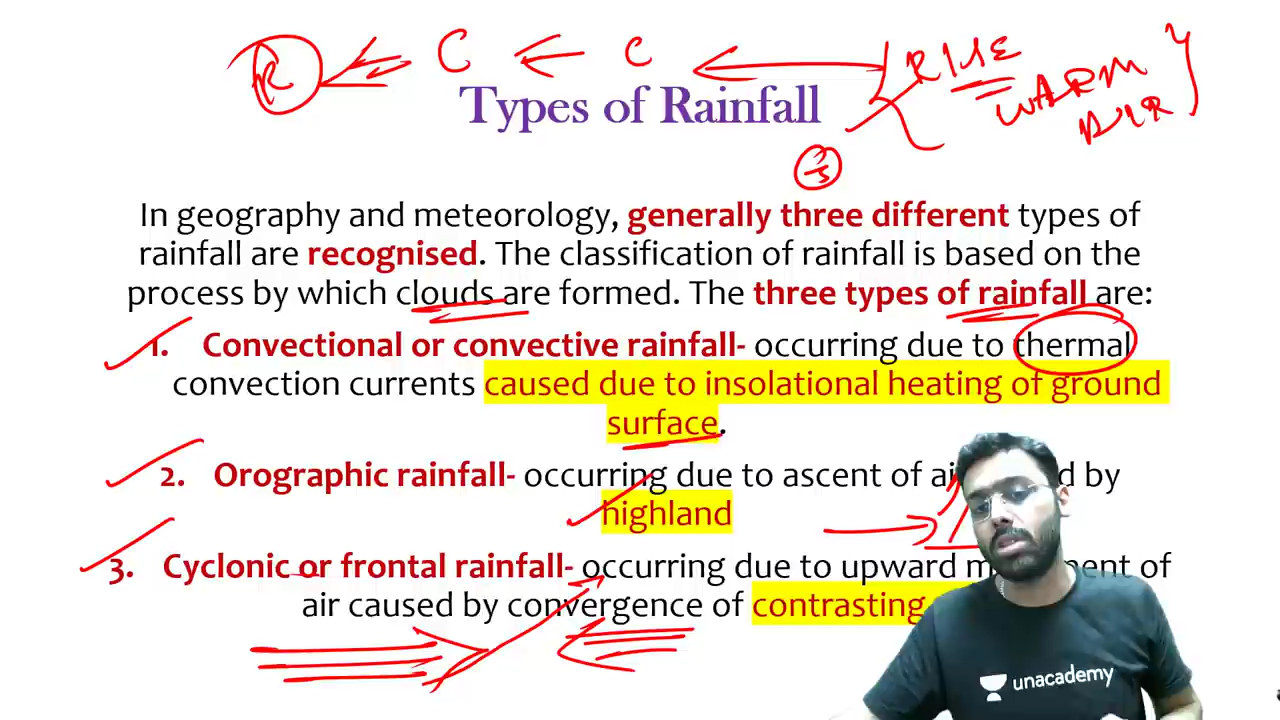 R C C RISE
WARM
AIR
Types of Rainfall
3
In geography and meteorology, generally three different types of
rainfall are recognised. The classification of rainfall is based on the
process by which clouds are formed. The three types of rainfall are:
1. Convectional or convective rainfall- occurring due to thermal
convection currents caused due to insolational heating of ground
surface.
2. Orographic rainfall- occurring due to ascent of by
highland
3. Cyclonic or frontal rainfall- occurring due to upward of
air caused by convergence of contrasting
unacademy